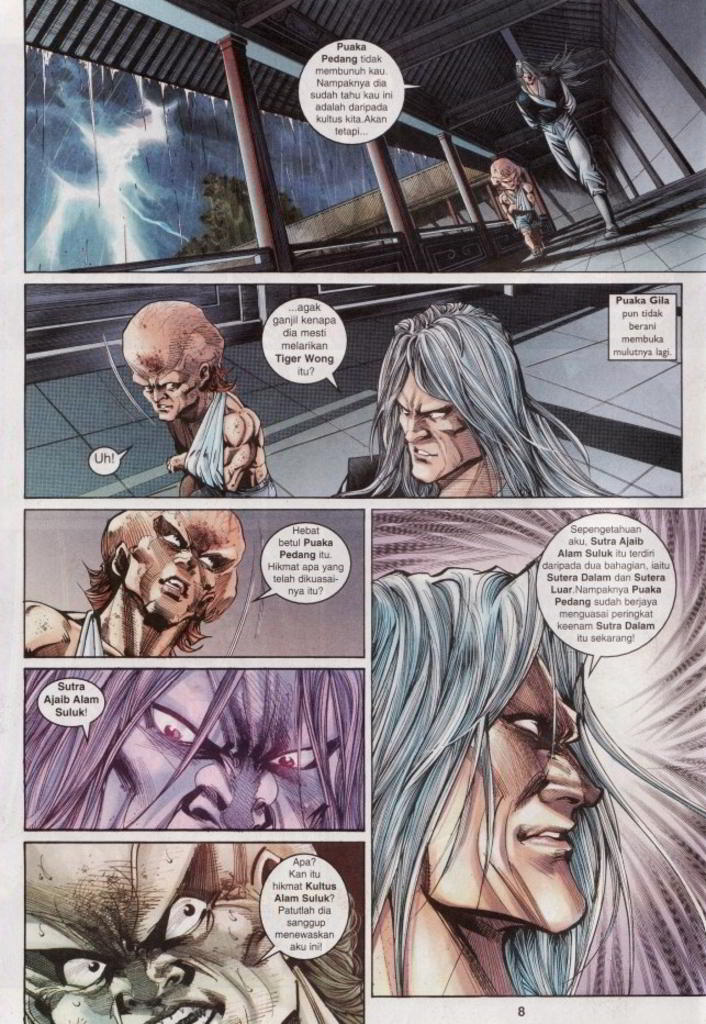 Puaka
Pedang tidak
membunuh kau.
Nampaknya dia
sudah tahu kau ini
adalah daripada
kultus kita.Akan
tetapi...
...agak
ganjil kenapa
dia mesti
melarikan
Tiger Wong
itu?
Puaka Gila
pun tidak
berani
membuka
mulutnya lagi.
Uh!
Hebat
betul Puaka
Pedang itu.
Hikmat apa yang
telah dikuasai-
nya itu?
Sutra
Ajaib Alam
Suluk!
Apa?
Kan itu
hikmat Kultus
Alam Suluk?
Patutlah dia
sanggup
menewaskan
aku ini!
Sepengetahuan
aku, Sutra Ajaib
Alam Suluk itu terdiri
daripada dua bahagian, iaitu
Sutera Dalam dan Sutera
Luar.Nampaknya Puaka
Pedang sudah berjaya
menguasai peringkat
keenam Sutra Dalam
itu sekarang!
8